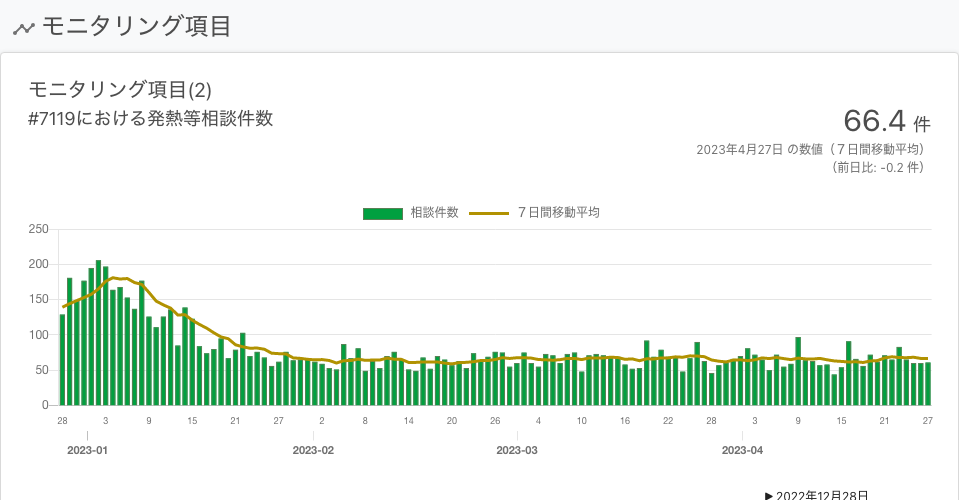 モニタリング項目
モニタリング項目(2)
#7119における発熱等相談件数
66.4 件
2023年4月27日 の数値（７日間移動平均）
（前日比: -0.2 件）
相談件数 ７日間移動平均
250
200
150
100
50
0
28 3 9 15 21 27 2 8 14 20 26 4 10 16 22 28 3 9 15 21 27
2023-01 2023-02 2023-03 2023-04
▶ 2022年12月28日